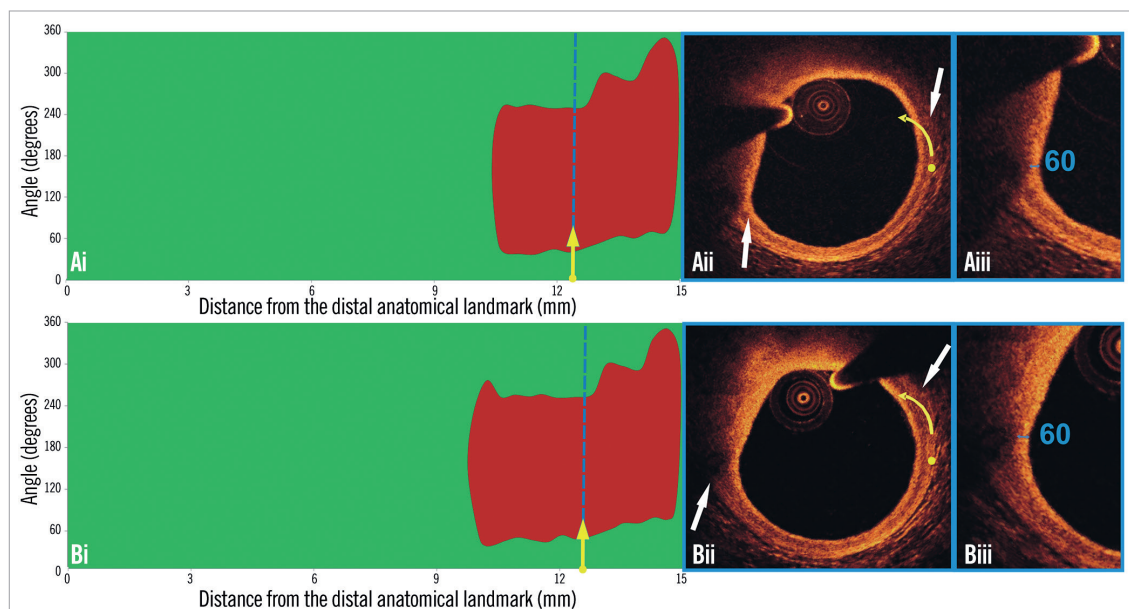 360
300
240
180
120
60
0
Angle (degrees)
Ai
0 3 6 9 12 15
Distance from the distal anatomical landmark (mm)
Aii
60
Aiii
360
300
240
180
120
60
0
Angle (degrees)
Bi
0 3 6 9 12 15
Distance from the distal anatomical landmark (mm)
Bii
60
Biii